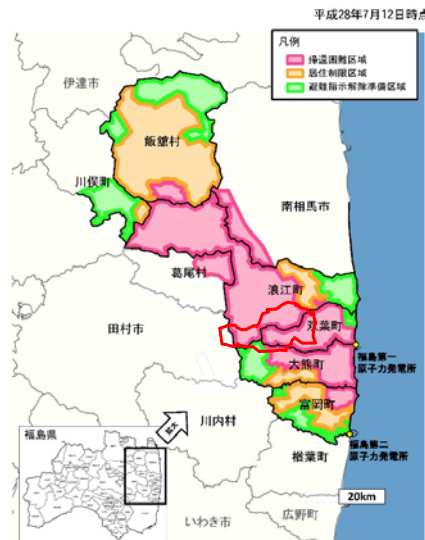 平成28年7月12日時点
凡例
帰還困難区域
居住制限区域
避難指示解除準備区域
伊達市
飯舘村
川俣町
南相馬市
葛尾村
浪江町
田村市
双葉町
福島第一
原子力発電所
大熊町
富岡町
川内村
拡大
福島県
福島第二
原子力発電所
楢葉町
20km
いわき市
広野町